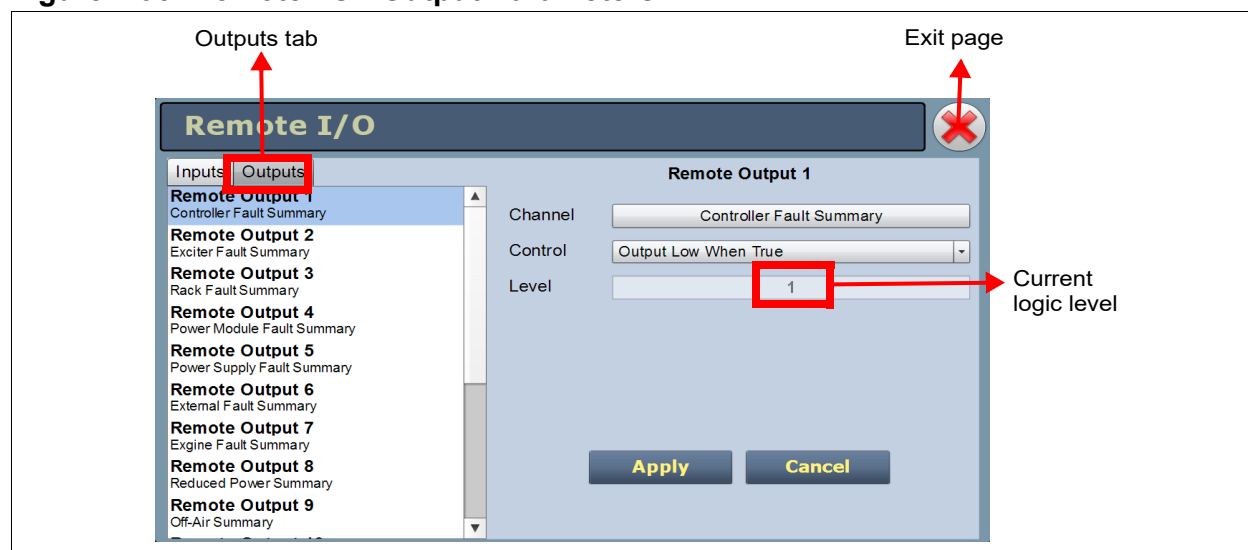 Outputs tab
Exit page
Remote I/O
Inputs Outputs
Remote Output 1
Controller Fault Summary
Remote Output 2
Exciter Fault Summary
Remote Output 3
Rack Fault Summary
Remote Output 4
Power Module Fault Summary
Remote Output 5
Power Supply Fault Summary
Remote Output 6
External Fault Summary
Remote Output 7
Exgine Fault Summary
Remote Output 8
Reduced Power Summary
Remote Output 9
Off-Air Summary
Remote Output 1
Channel Controller Fault Summary
Control Output Low When True
Level 1
Current
logic level
Apply Cancel